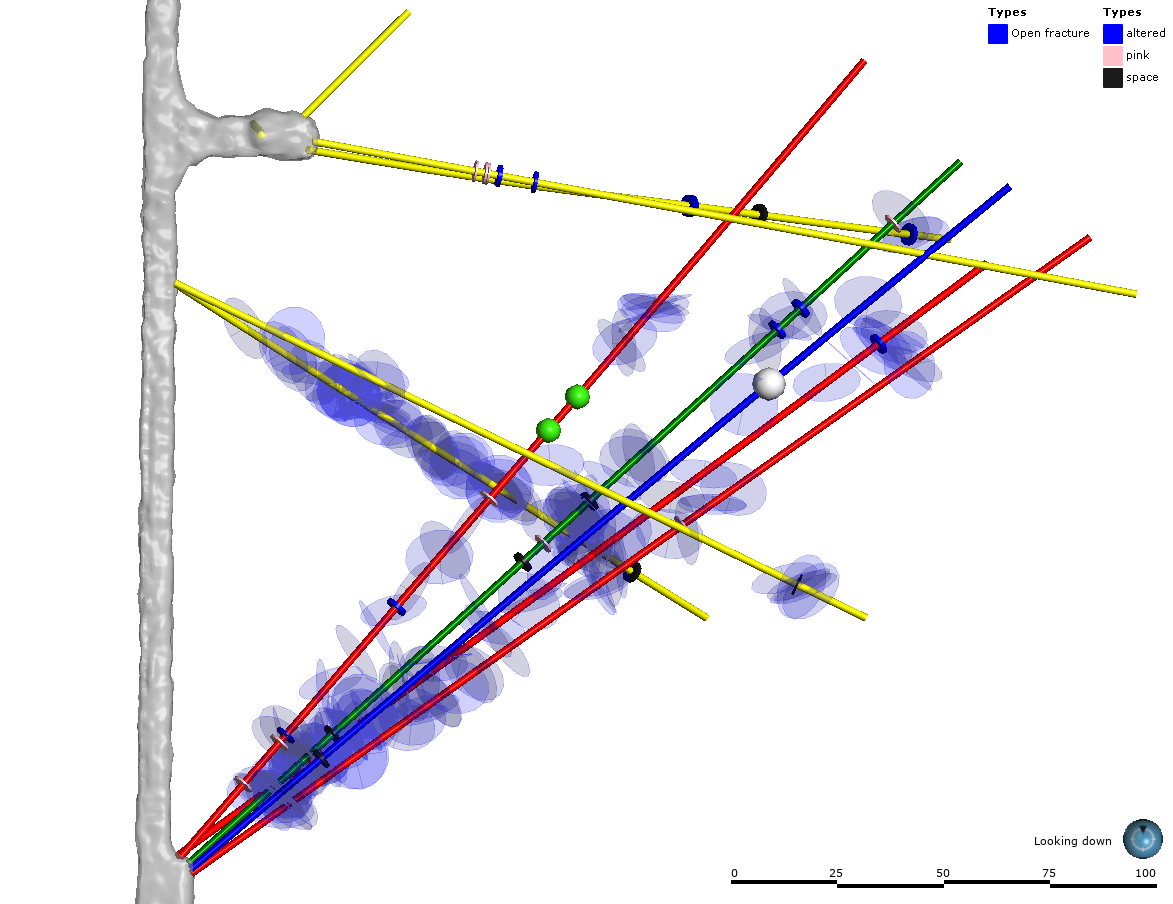 Types
Open fracture
Types
altered
pink
space
Looking down
0 25 50 75 100